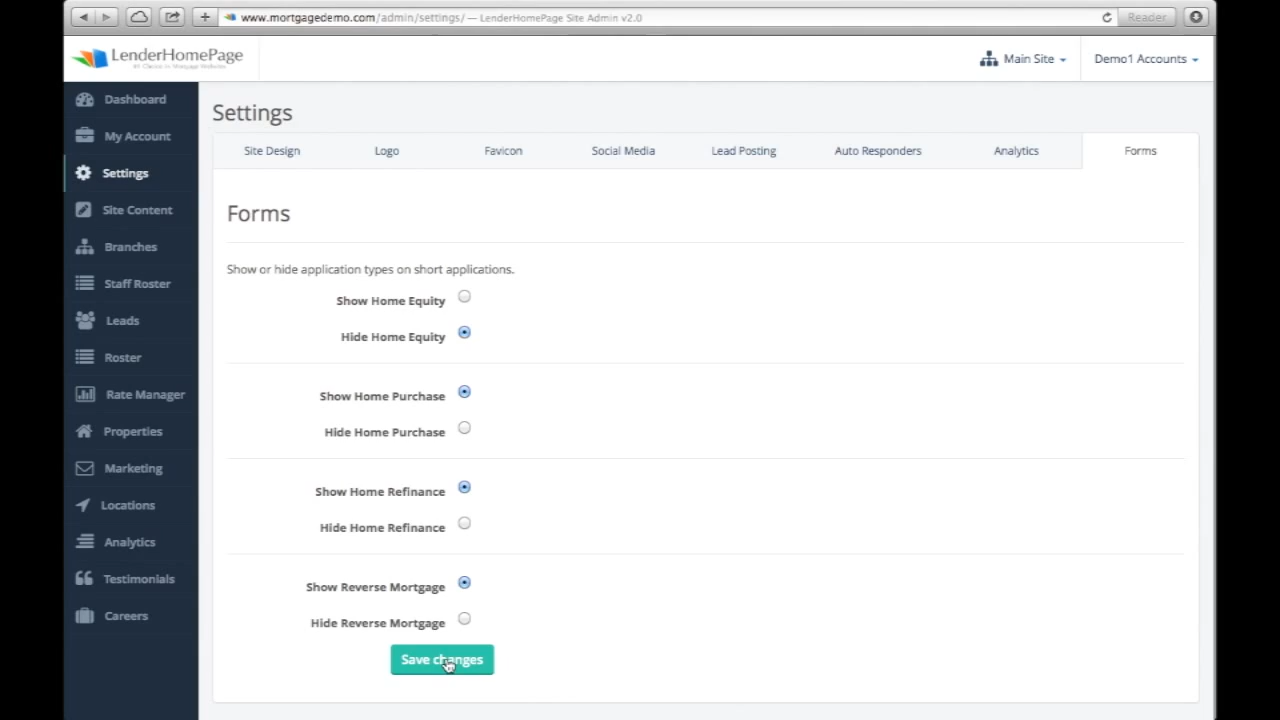 www.mortgagedemo.com/admin/settings/ — LenderHomePage Site Admin v2.0
Reader
LenderHomePage
Main Site
Demo1 Accounts
Dashboard
My Account
Settings
Site Content
Branches
Staff Roster
Leads
Roster
Rate Manager
Properties
Marketing
Locations
Analytics
Testimonials
Careers
Settings
Site Design Logo Favicon Social Media Lead Posting Auto Responders Analytics Forms
Forms
Show or hide application types on short applications.
Show Home Equity
Hide Home Equity
Show Home Purchase
Hide Home Purchase
Show Home Refinance
Hide Home Refinance
Show Reverse Mortgage
Hide Reverse Mortgage
Save changes